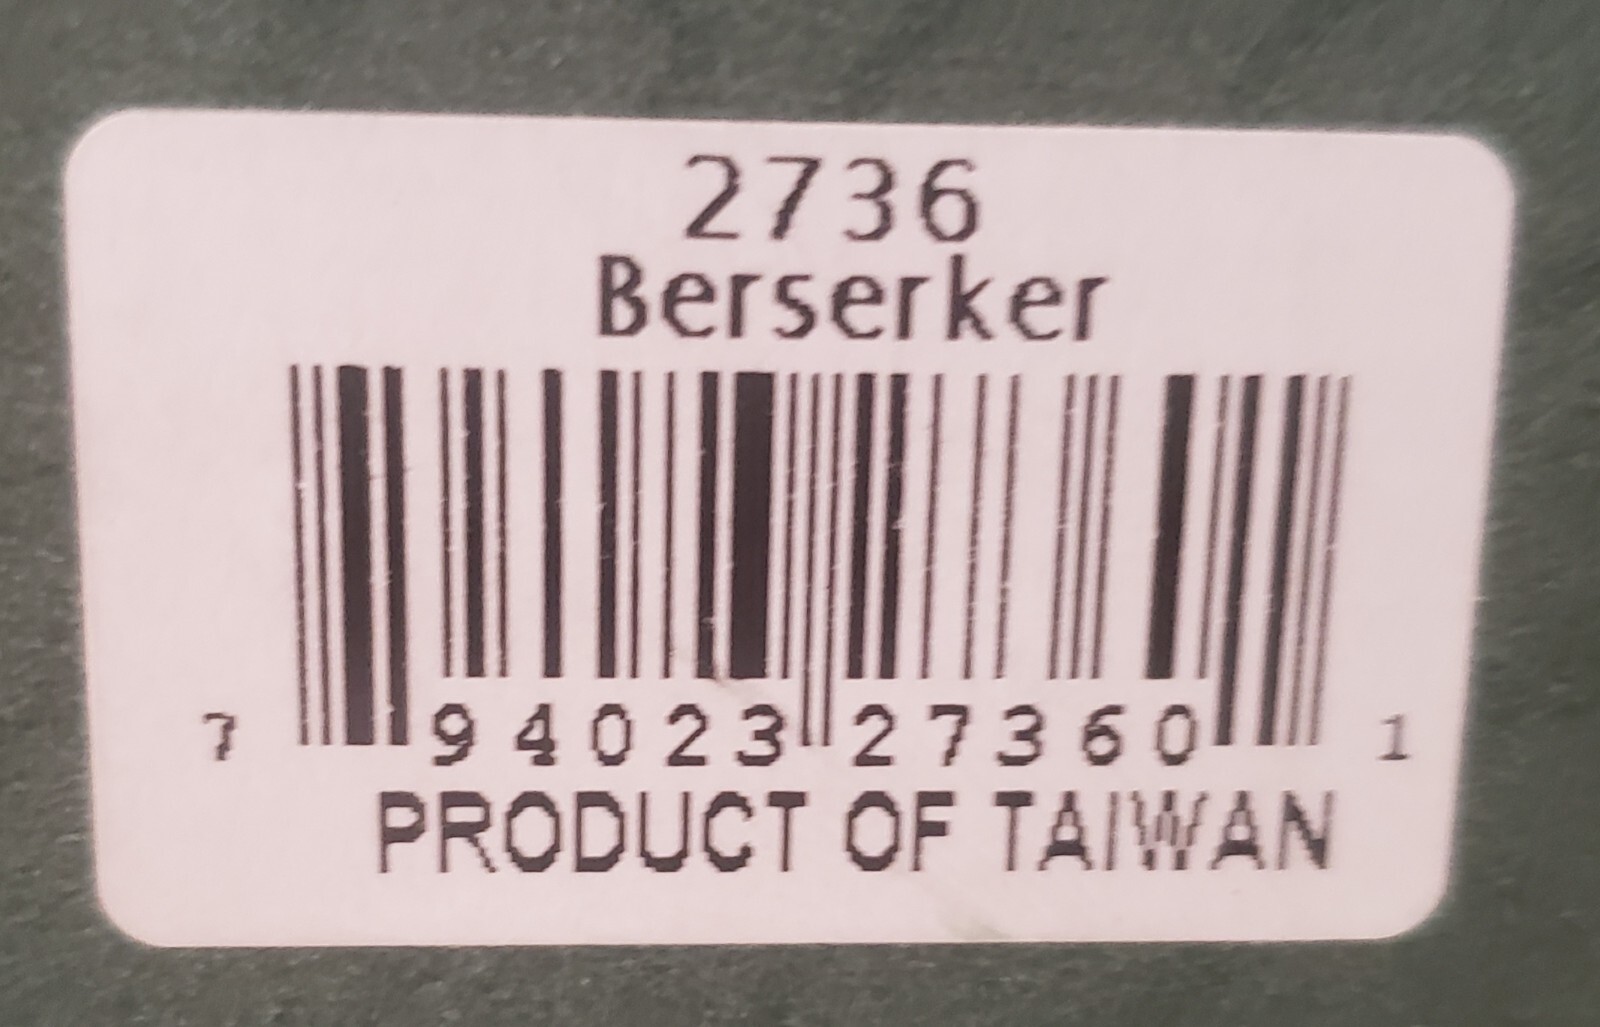 2736
Berserker
7 94023 27360 1
PRODUCT OF TAIWAN